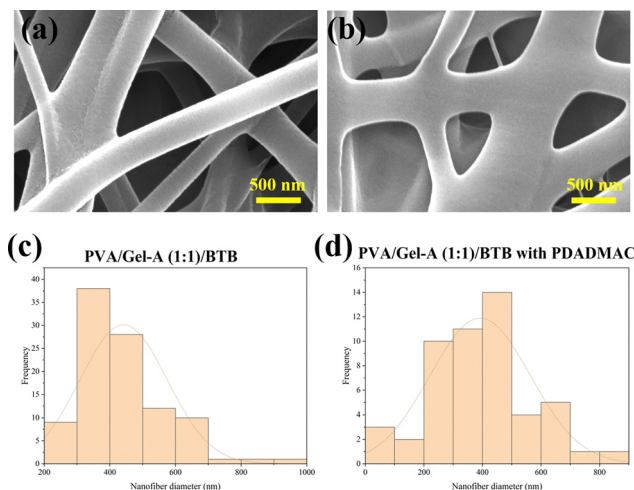 (a)
(b)
500 nm
500 nm
(c)
PVA/Gel-A (1:1)/BTB
(d)
PVA/Gel-A (1:1)/BTB with PDADMAC
Frequency
40
35
30
25
20
15
10
5
0
200
400
600
800
1000
Nanofiber diameter (nm)
Frequency
16
14
12
10
8
6
4
2
0
0
200
400
600
800
Nanofiber diameter (nm)